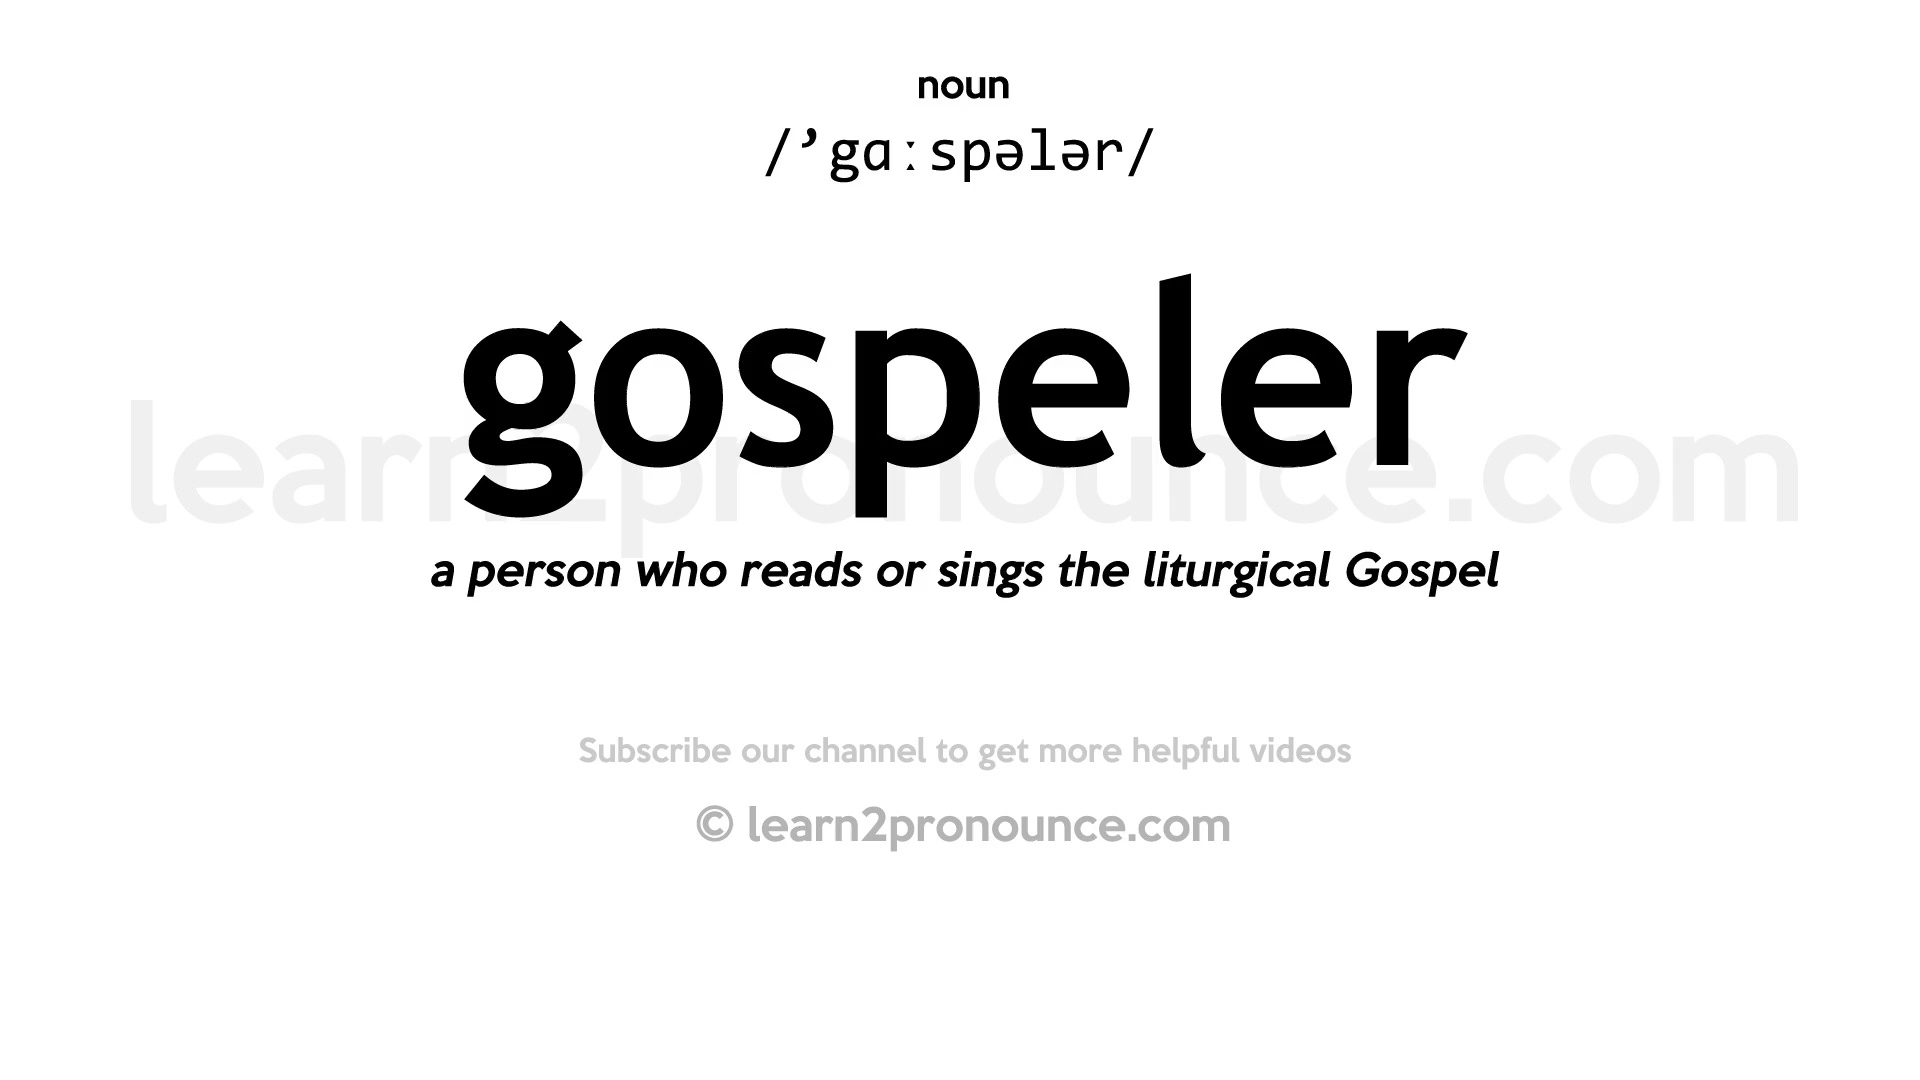 noun
/’gɑːspələr/
gospeler
learn2pronounce.com
a person who reads or sings the liturgical Gospel
Subscribe our channel to get more helpful videos
© learn2pronounce.com